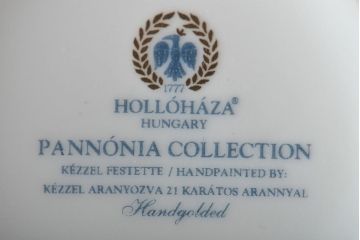 1777
HOLLÓHÁZA®
HUNGARY
PANNÓNIA COLLECTION
KÉZZEL FESTETTE / HANDPAINTED BY:
KÉZZEL ARANYOZVA 21 KARÁTOS ARANNYAL
Handgolded